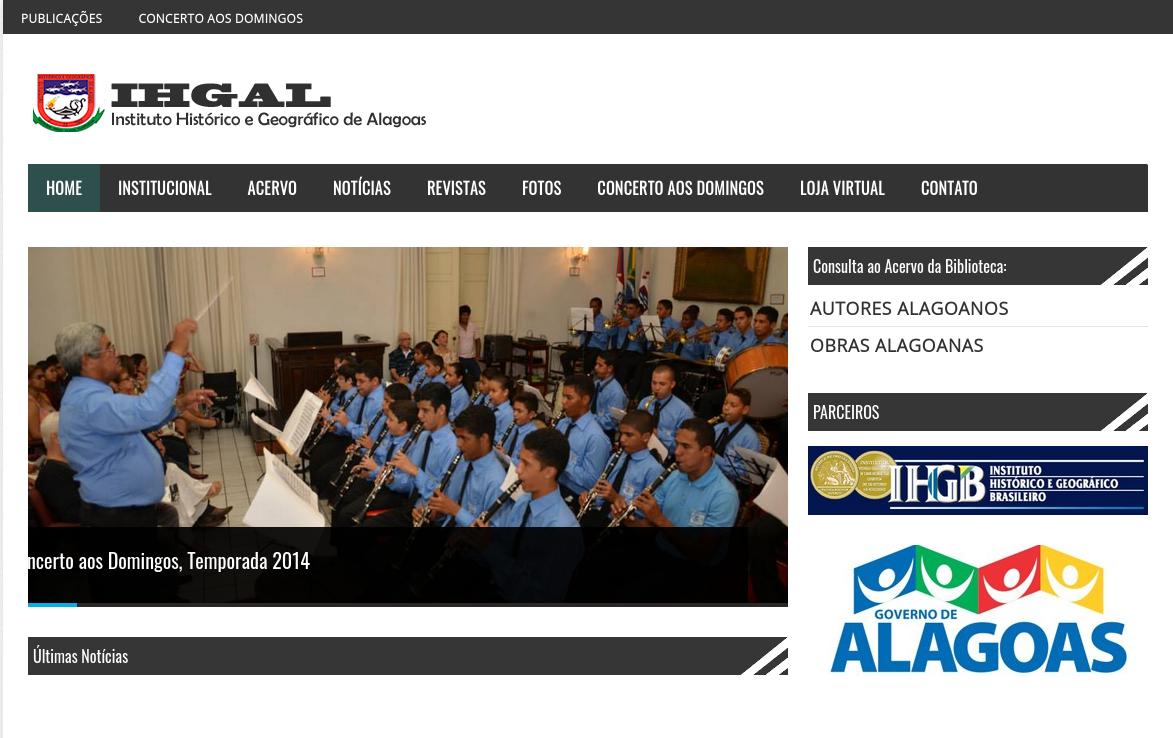 PUBLICAÇÕES CONCERTO AOS DOMINGOS
IHGAL
Instituto Histórico e Geográfico de Alagoas
HOME INSTITUCIONAL ACERVO NOTÍCIAS REVISTAS FOTOS CONCERTO AOS DOMINGOS LOJA VIRTUAL CONTATO
ncerto aos Domingos, Temporada 2014
Últimas Notícias
Consulta ao Acervo da Biblioteca:
AUTORES ALAGOANOS
OBRAS ALAGOANAS
PARCEIROS
IHGB
INSTITUTO
HISTÓRICO E GEOGRÁFICO
BRASILEIRO
GOVERNO DE
ALAGOAS